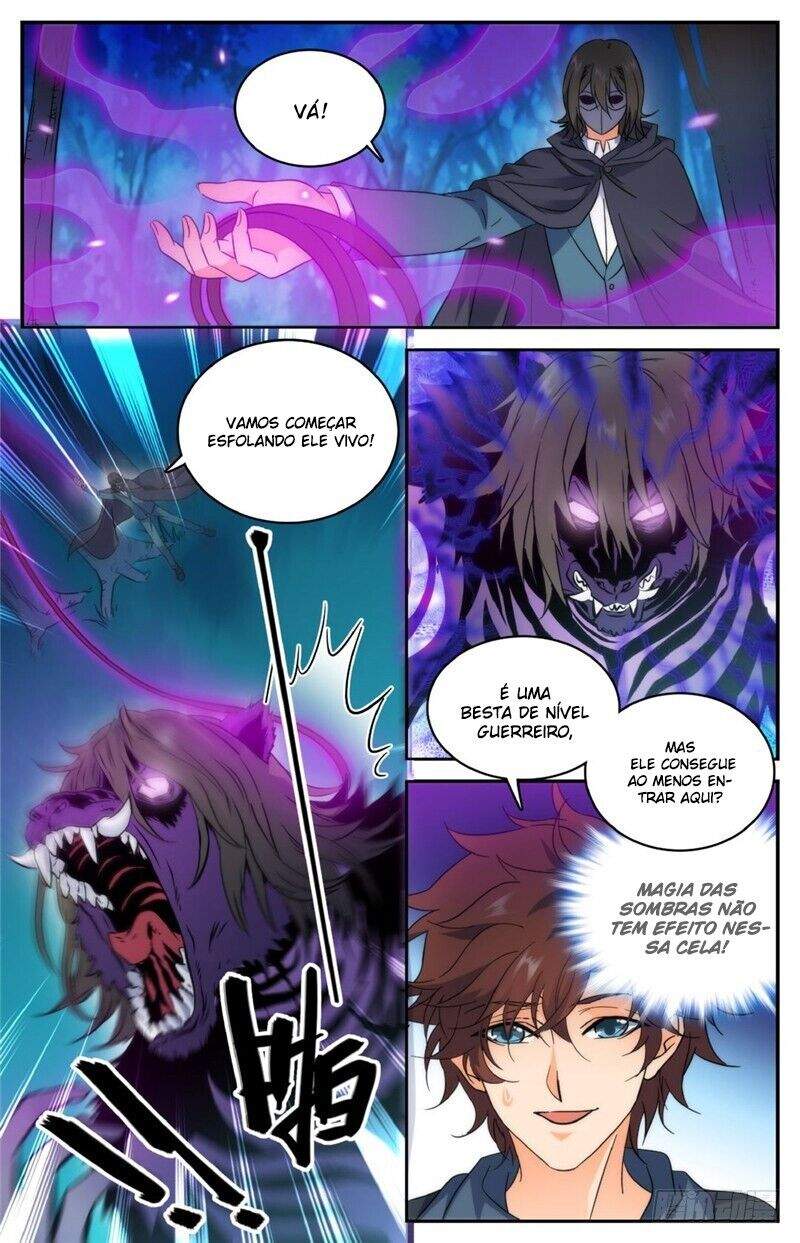 VÁ!
VAMOS COMEÇAR
ESFOLANDO ELE VIVO!
É UMA
BESTA DE NÍVEL
GUERREIRO,
MAS
ELE CONSEGUE
AO MENOS EN-
TRAR AQUI?
MAGIA DAS
SOMBRAS NÃO
TEM EFEITO NES-
SA CELA!
啪!!